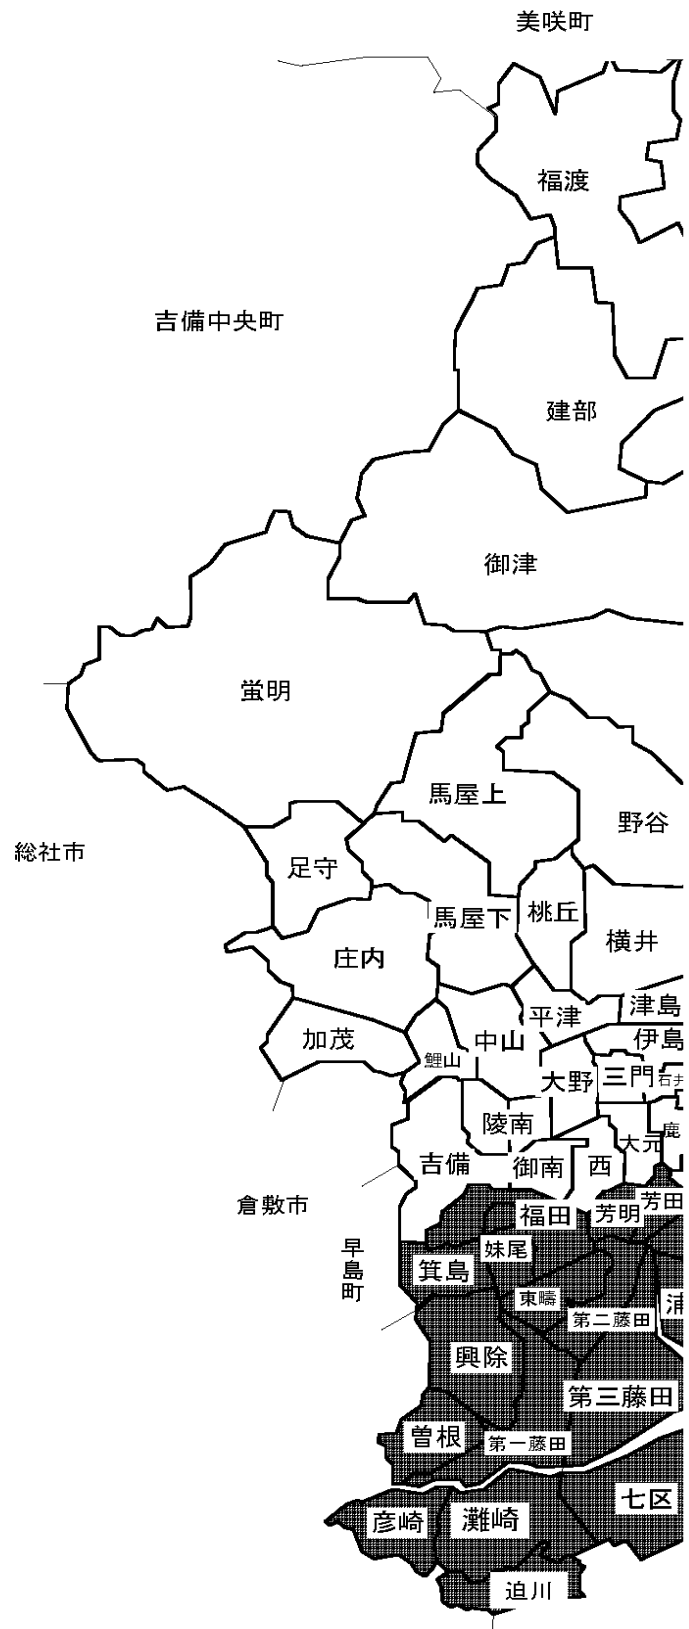 美咲町
福渡
吉備中央町
建部
御津
蛍明
馬屋上
野谷
総社市
足守
桃丘
馬屋下
横井
庄内
津島
平津
加茂
中山
伊島
鯉山
大野
三門
石井
陵南
大元
鹿
吉備
御南
西
倉敷市
芳田
福田
芳明
早島町
妹尾
箕島
東疇
浦
第二藤田
興除
第三藤田
曽根
第一藤田
七区
彦崎
灘崎
迫川